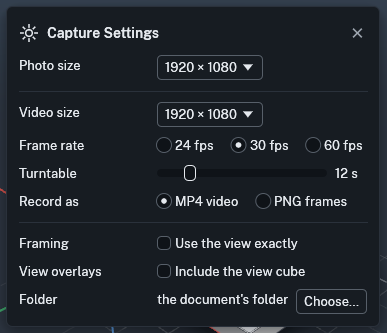 Capture Settings
Photo size 1920 × 1080
Video size 1920 × 1080
Frame rate 24 fps 30 fps 60 fps
Turntable 12 s
Record as MP4 video PNG frames
Framing Use the view exactly
View overlays Include the view cube
Folder the document's folder Choose...